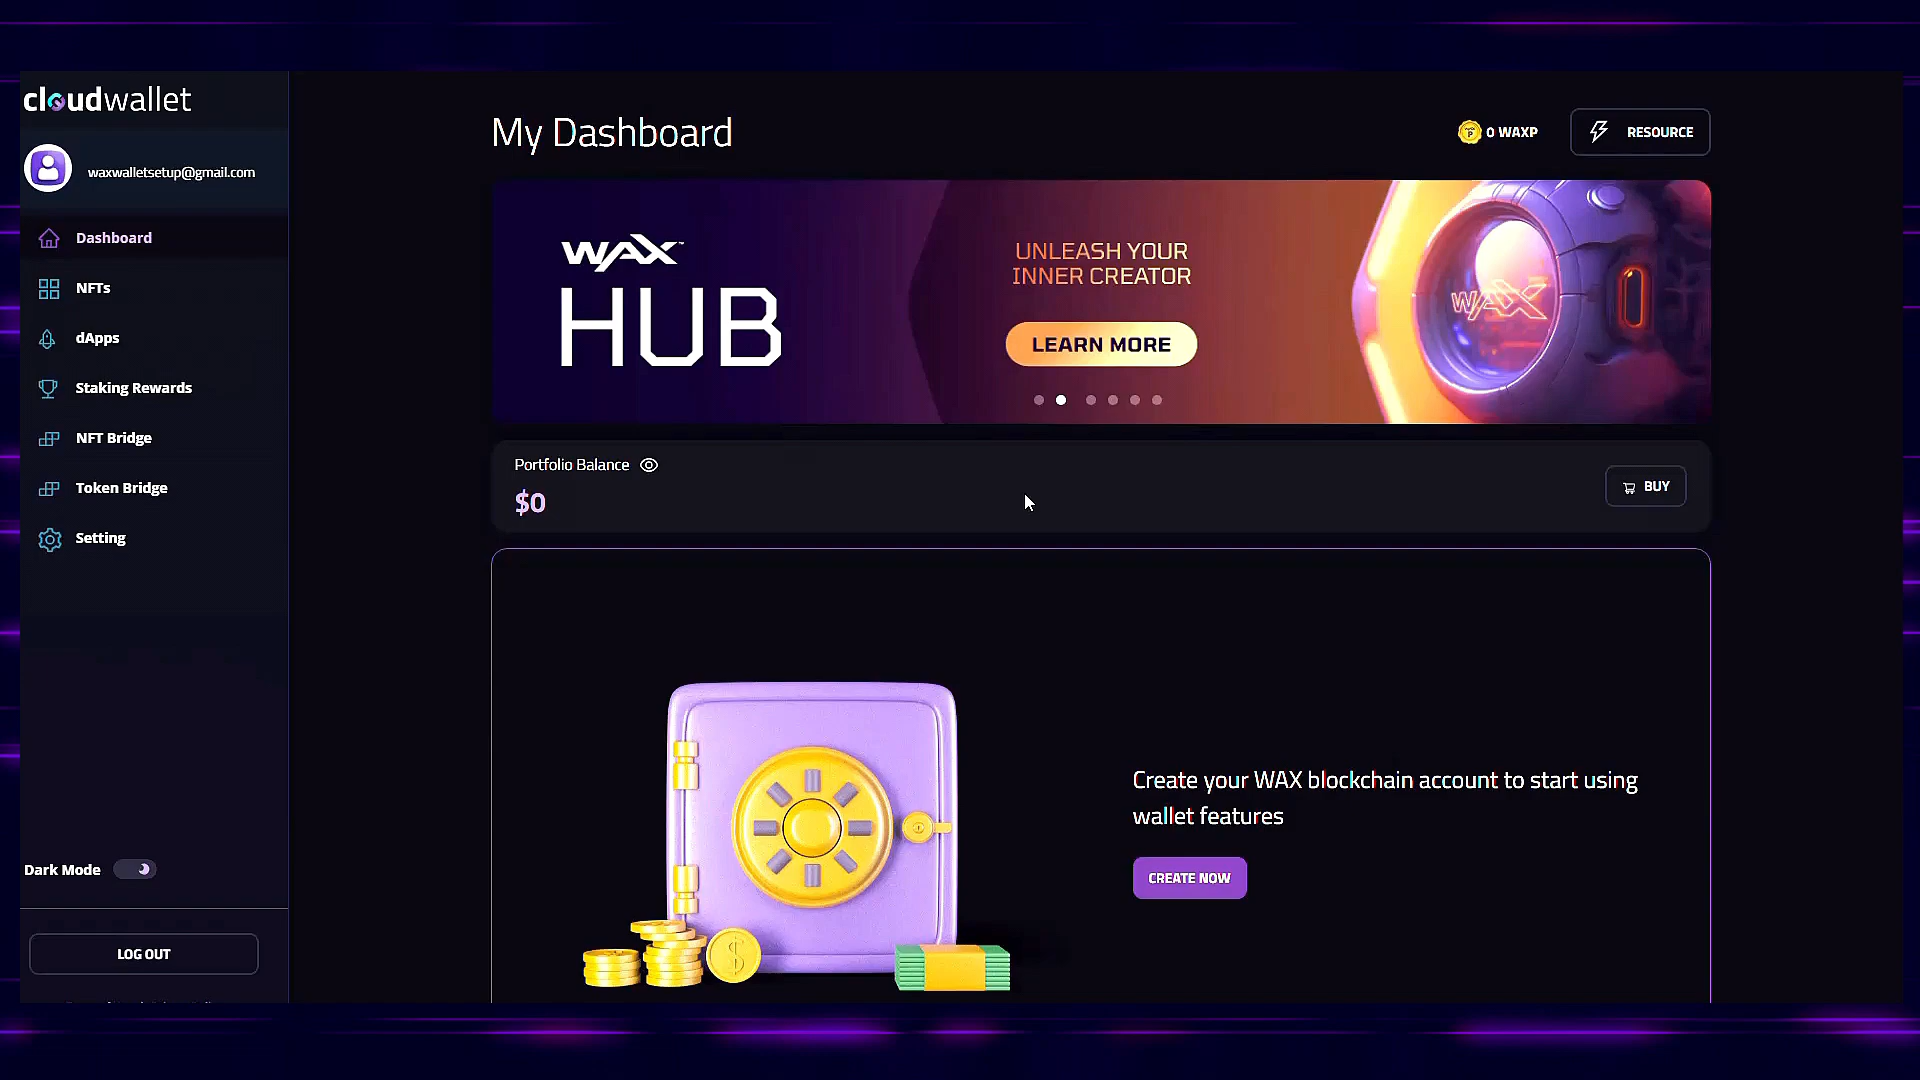 cloudwallet
waxwalletsetup@gmail.com
Dashboard
NFTs
dApps
Staking Rewards
NFT Bridge
Token Bridge
Setting
Dark Mode
LOG OUT
My Dashboard
0 WAXP
RESOURCE
WAX™
HUB
UNLEASH YOUR
INNER CREATOR
LEARN MORE
WAX
Portfolio Balance
$0
BUY
Create your WAX blockchain account to start using
wallet features
CREATE NOW